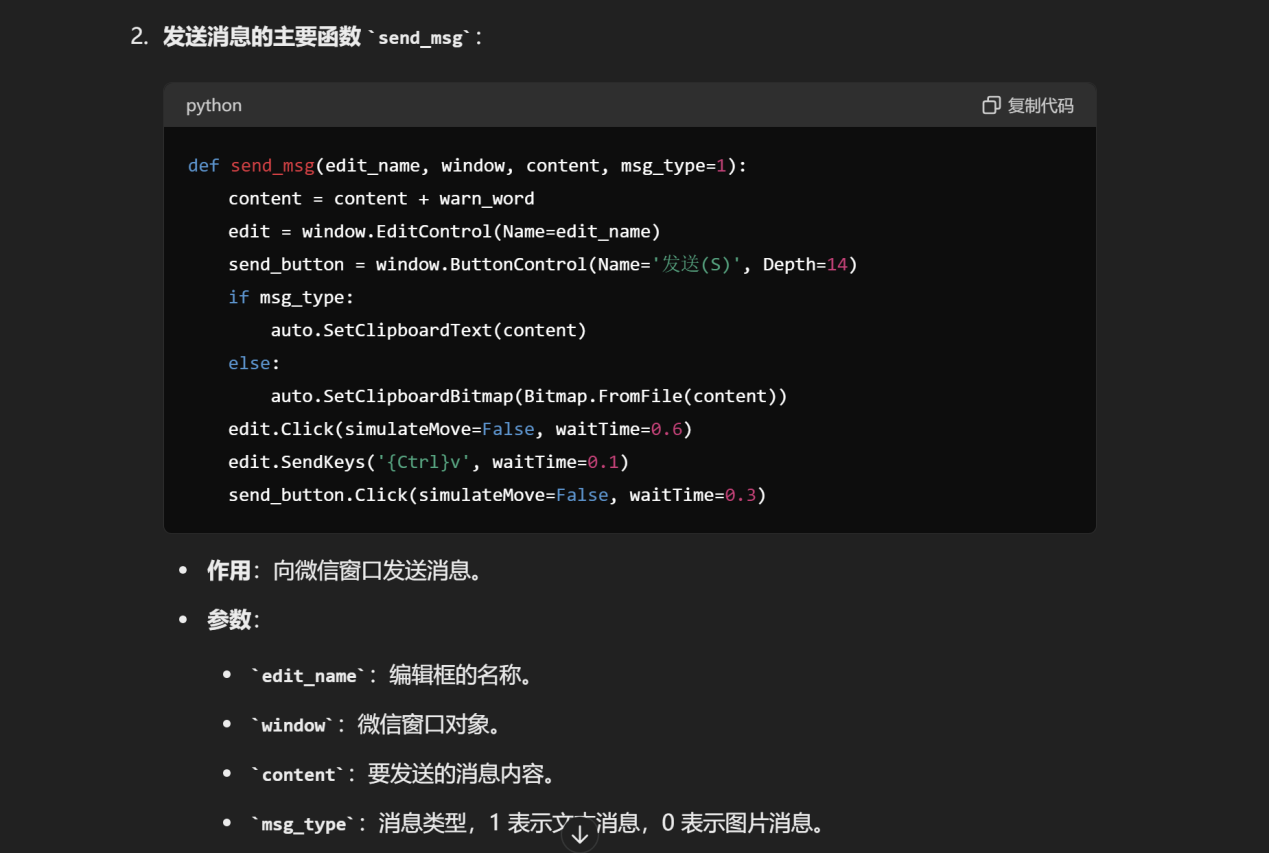 2. 发送消息的主要函数 `send_msg`：
python
复制代码
def send_msg(edit_name, window, content, msg_type=1):
    content = content + warn_word
    edit = window.EditControl(Name=edit_name)
    send_button = window.ButtonControl(Name='发送(S)', Depth=14)
    if msg_type:
        auto.SetClipboardText(content)
    else:
        auto.SetClipboardBitmap(Bitmap.FromFile(content))
    edit.Click(simulateMove=False, waitTime=0.6)
    edit.SendKeys('{Ctrl}v', waitTime=0.1)
    send_button.Click(simulateMove=False, waitTime=0.3)
• 作用：向微信窗口发送消息。
• 参数：
• `edit_name`：编辑框的名称。
• `window`：微信窗口对象。
• `content`：要发送的消息内容。
• `msg_type`：消息类型，1 表示文本消息，0 表示图片消息。